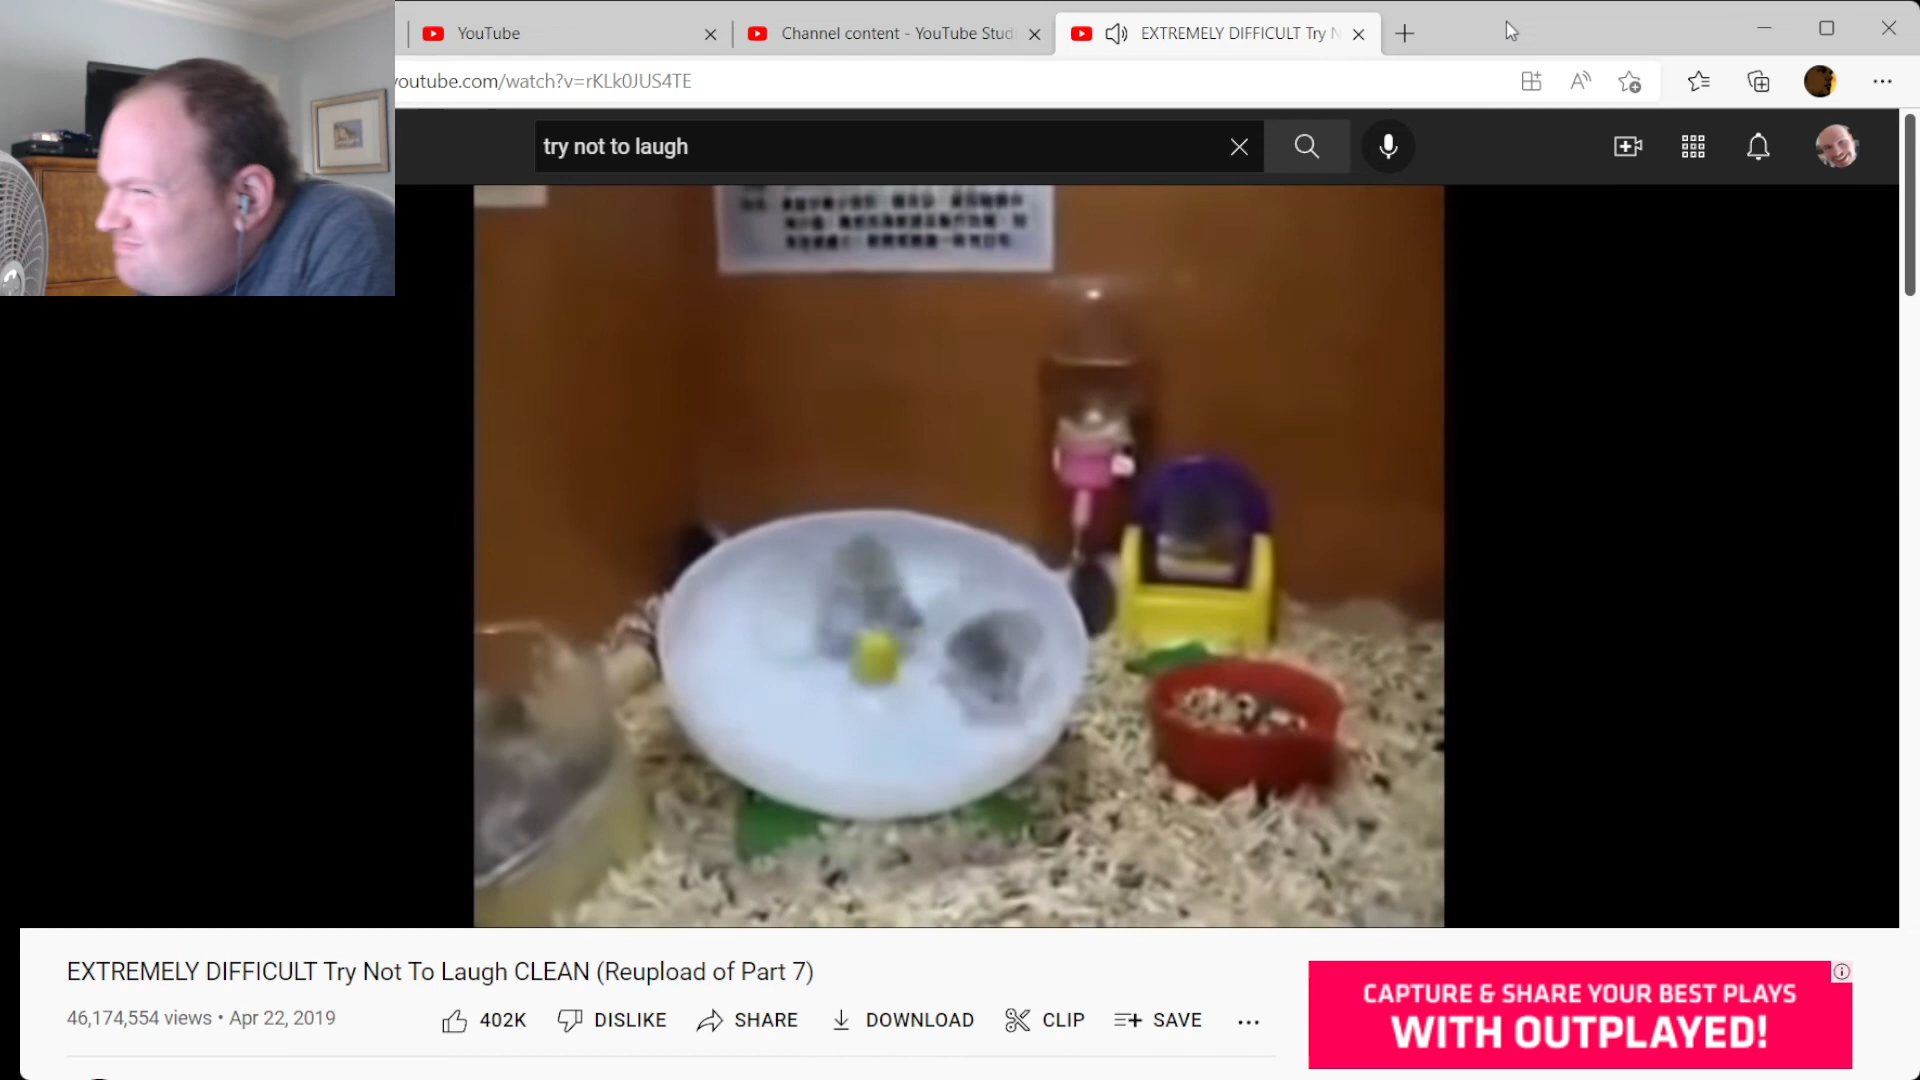 YouTube
Channel content - YouTube Stud
EXTREMELY DIFFICULT Try N
youtube.com/watch?v=rKLk0JUS4TE
try not to laugh
EXTREMELY DIFFICULT Try Not To Laugh CLEAN (Reupload of Part 7)
46,174,554 views • Apr 22, 2019
402K
DISLIKE
SHARE
DOWNLOAD
CLIP
SAVE
CAPTURE & SHARE YOUR BEST PLAYS
WITH OUTPLAYED!